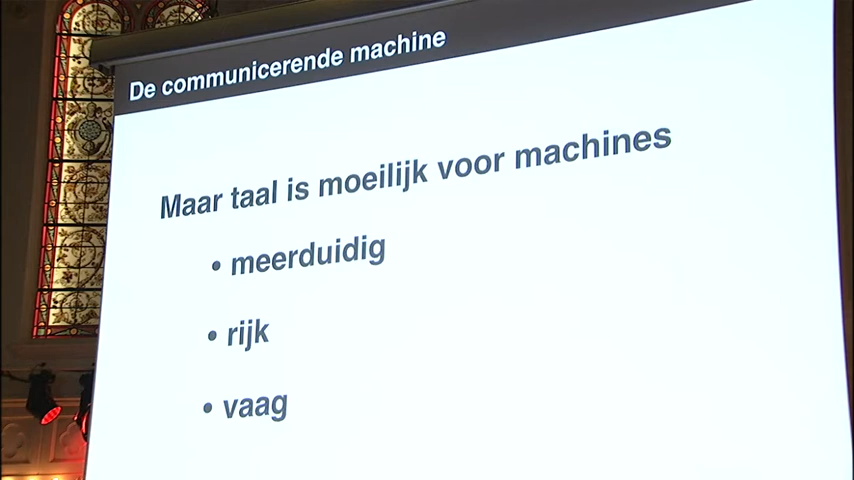 De communicerende machine
Maar taal is moeilijk voor machines
• meerduidig
• rijk
• vaag